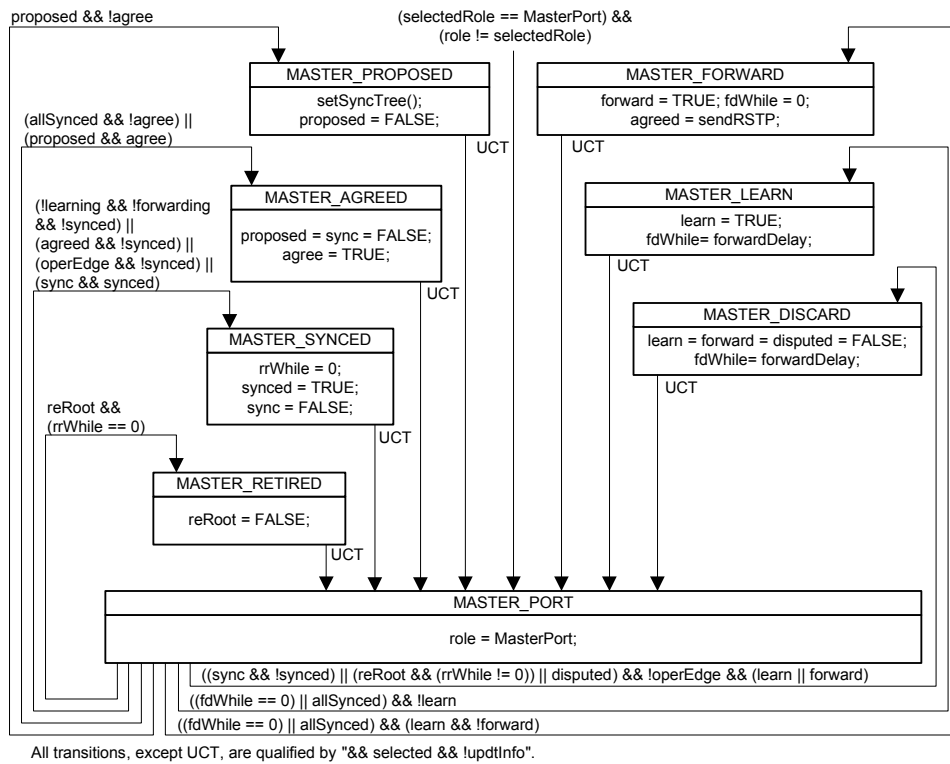 proposed && !agree
(selectedRole == MasterPort) &&
(role != selectedRole)
MASTER_PROPOSED
setSyncTree();
proposed = FALSE;
UCT
MASTER_FORWARD
forward = TRUE; fdWhile = 0;
agreed = sendRSTP;
UCT
(allSynced && !agree) ||
(proposed && agree)
MASTER_AGREED
proposed = sync = FALSE;
agree = TRUE;
UCT
MASTER_LEARN
learn = TRUE;
fdWhile= forwardDelay;
UCT
(!learning && !forwarding
&& !synced) ||
(agreed && !synced) ||
(operEdge && !synced) ||
(sync && synced)
MASTER_SYNCED
rrWhile = 0;
synced = TRUE;
sync = FALSE;
UCT
MASTER_DISCARD
learn = forward = disputed = FALSE;
fdWhile= forwardDelay;
UCT
reRoot &&
(rrWhile == 0)
MASTER_RETIRED
reRoot = FALSE;
UCT
MASTER_PORT
role = MasterPort;
((sync && !synced) || (reRoot && (rrWhile != 0)) || disputed) && !operEdge && (learn || forward)
((fdWhile == 0) || allSynced) && !learn
((fdWhile == 0) || allSynced) && (learn && !forward)
All transitions, except UCT, are qualified by "&& selected && !updtInfo".